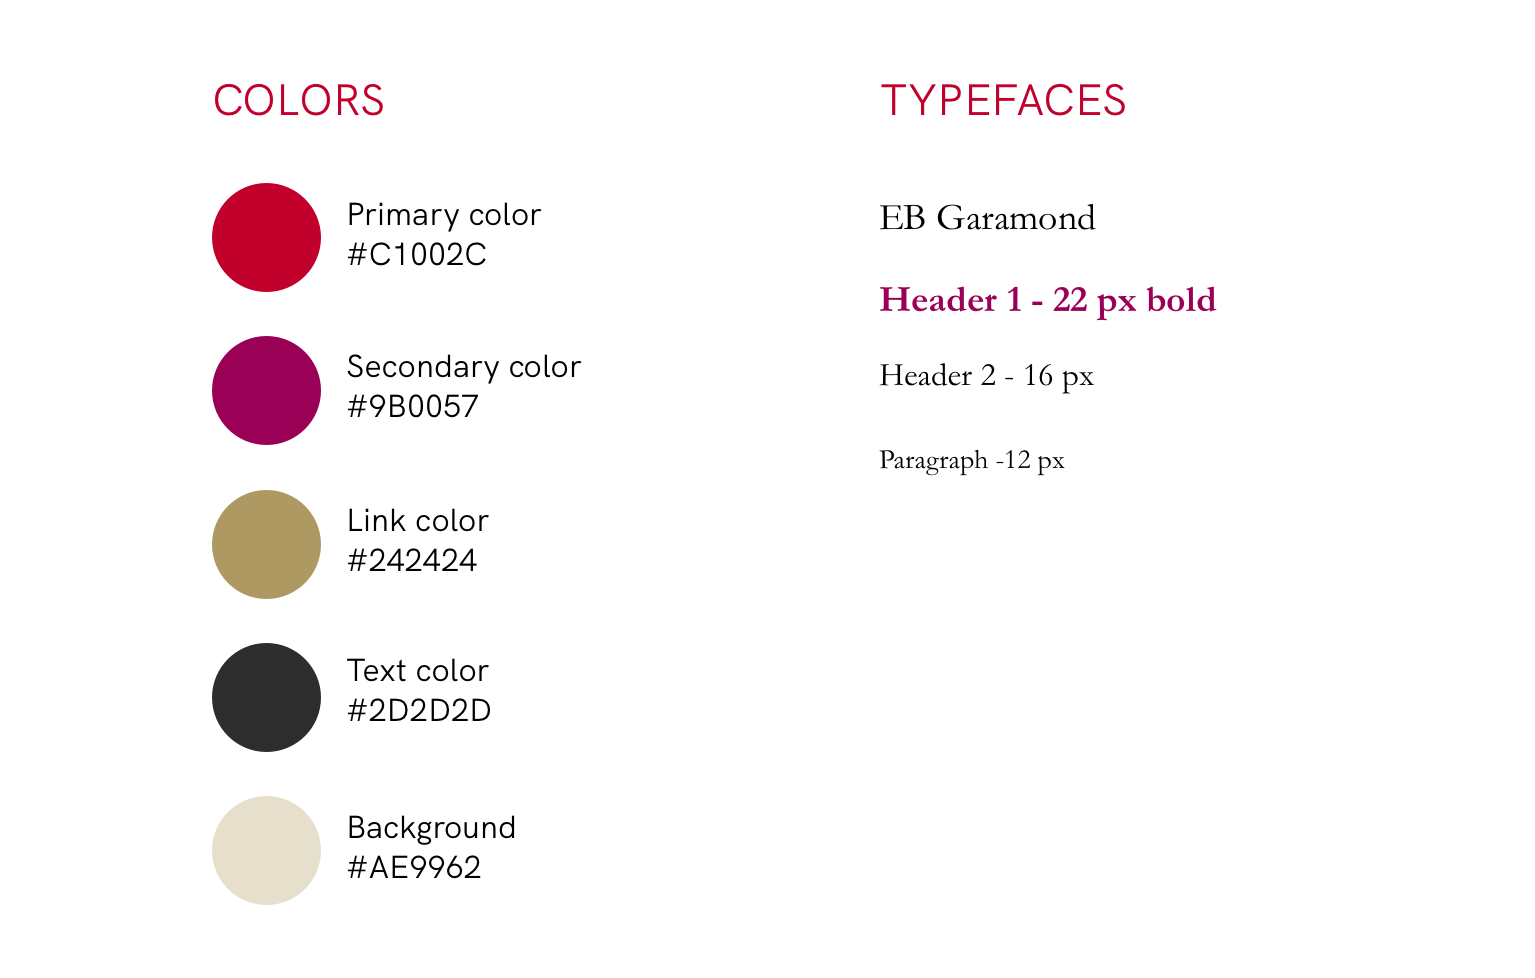 COLORS
Primary color
#C1002C
Secondary color
#9B0057
Link color
#242424
Text color
#2D2D2D
Background
#AE9962
TYPEFACES
EB Garamond
Header 1 - 22 px bold
Header 2 - 16 px
Paragraph -12 px